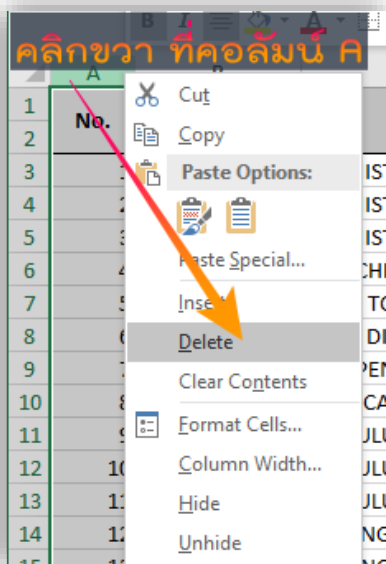 คลิกขวา ที่คอลัมน์ A
B I A
A
1 No.
2
3
4
5
6
7
8
9
10
11
12
13
14
Cut
Copy
Paste Options:
Paste Special...
Insert
Delete
Clear Contents
Format Cells...
Column Width...
Hide
Unhide